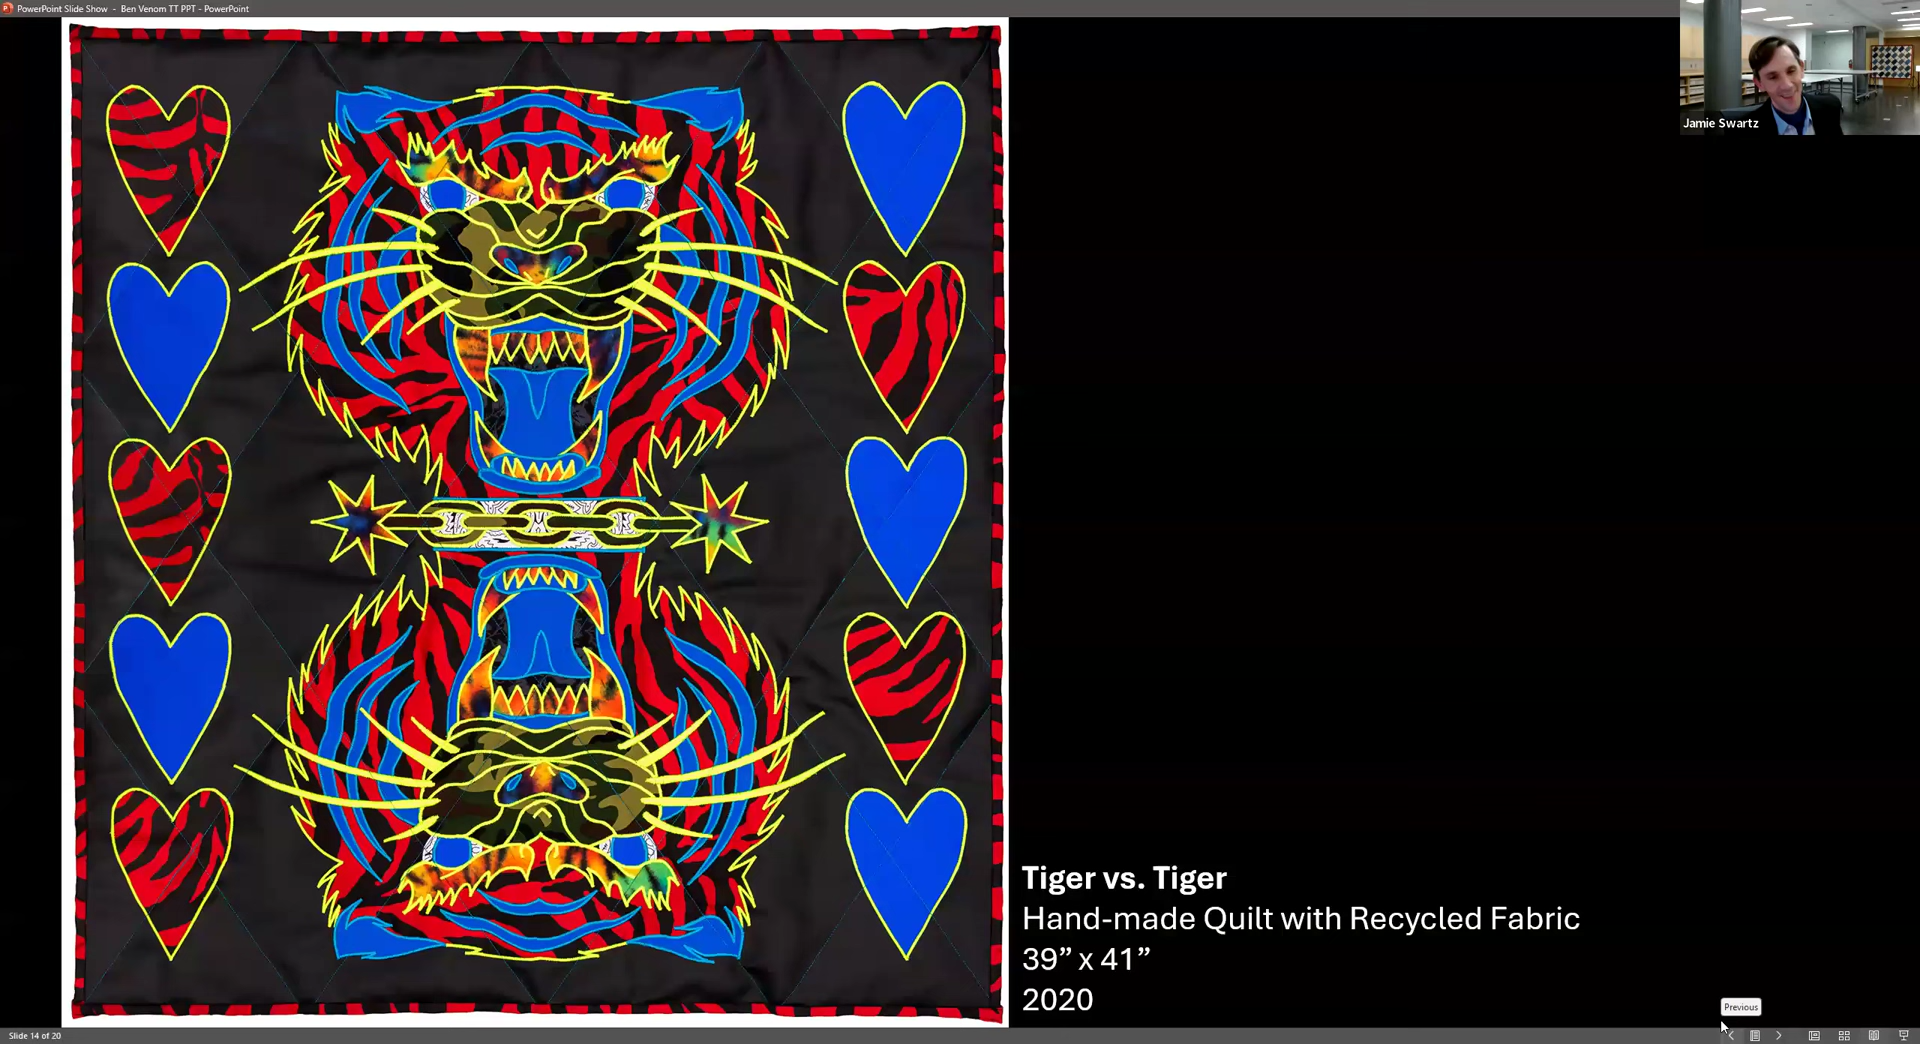 PowerPoint Slide Show - Ben Venom TT PPT - PowerPoint
Jamie Swartz
Tiger vs. Tiger
Hand-made Quilt with Recycled Fabric
39” x 41”
2020
Previous
Slide 14 of 20